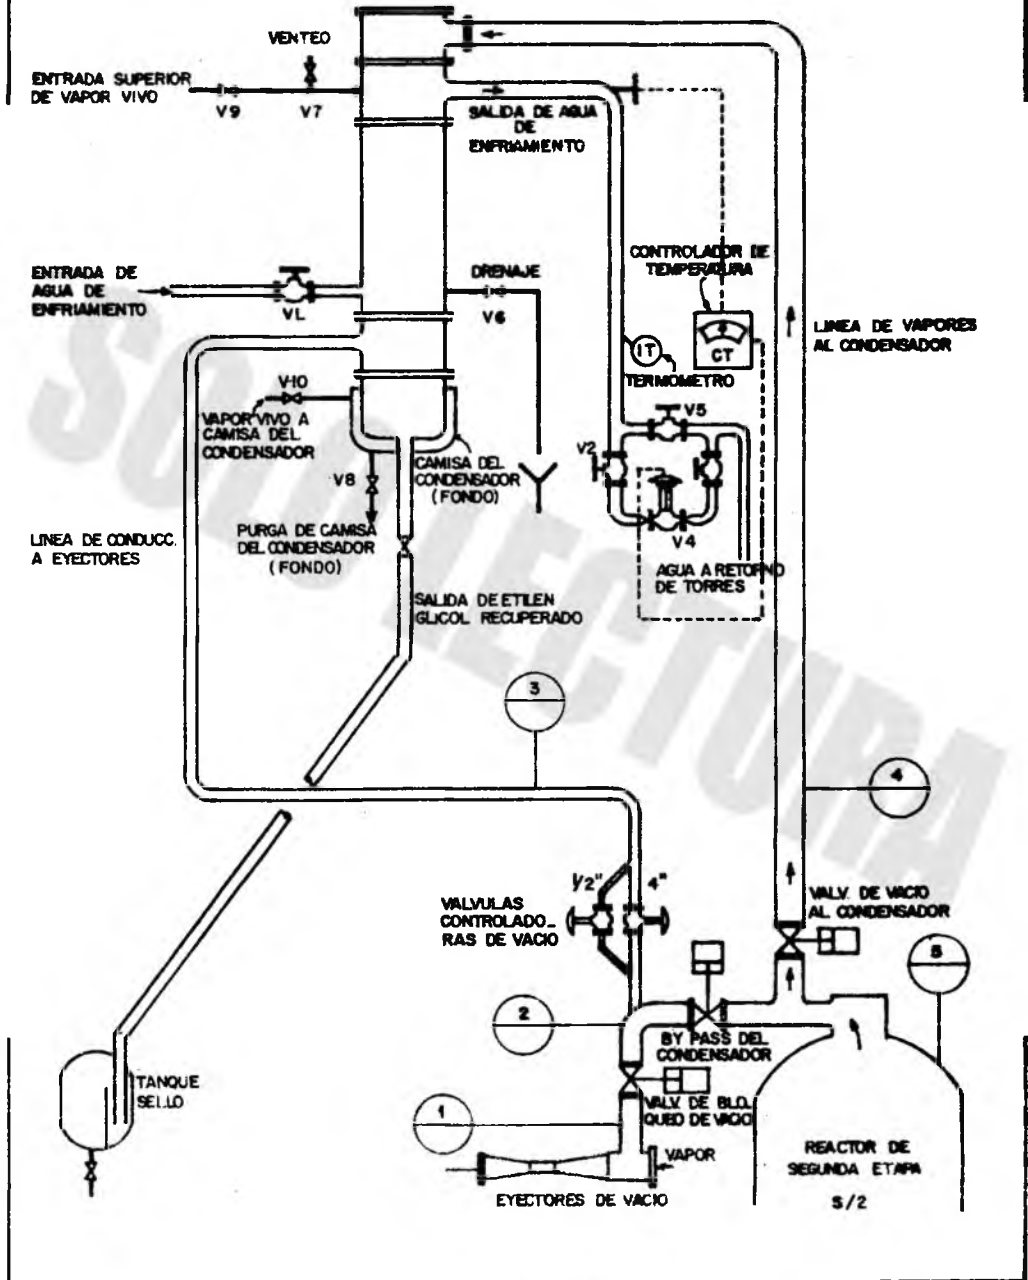 VENTEO
ENTRADA SUPERIOR
DE VAPOR VIVO
V9
V7
SALIDA DE AGUA
DE
ENFRIAMIENTO
CONTROLADOR DE
TEMPERATURA
ENTRADA DE
AGUA DE
ENFRIAMIENTO
VL
DRENAJE
V6
LINEA DE VAPORES
AL CONDENSADOR
CT
IT
TERMOMETRO
V-10
VAPOR VIVO A
CAMISA DEL
CONDENSADOR
V5
V2
V8
CAMISA DEL
CONDENSADOR
(FONDO)
V4
LINEA DE CONDUCC.
A EYECTORES
PURGA DE CAMISA
DEL CONDENSADOR
(FONDO)
AGUA A RETORNO
DE TORRES
SALIDA DE ETILEN
GLICOL RECUPERADO
SOLO LECTURA
3
4
1/2"
4"
VALVULAS
CONTROLADO_
RAS DE VACIO
VALV. DE VACIO
AL CONDENSADOR
5
2
BY PASS DEL
CONDENSADOR
TANQUE
SELLO
1
VALV. DE BLO_
QUEO DE VACIO
VAPOR
EYECTORES DE VACIO
REACTOR DE
SEGUNDA ETAPA
S/2